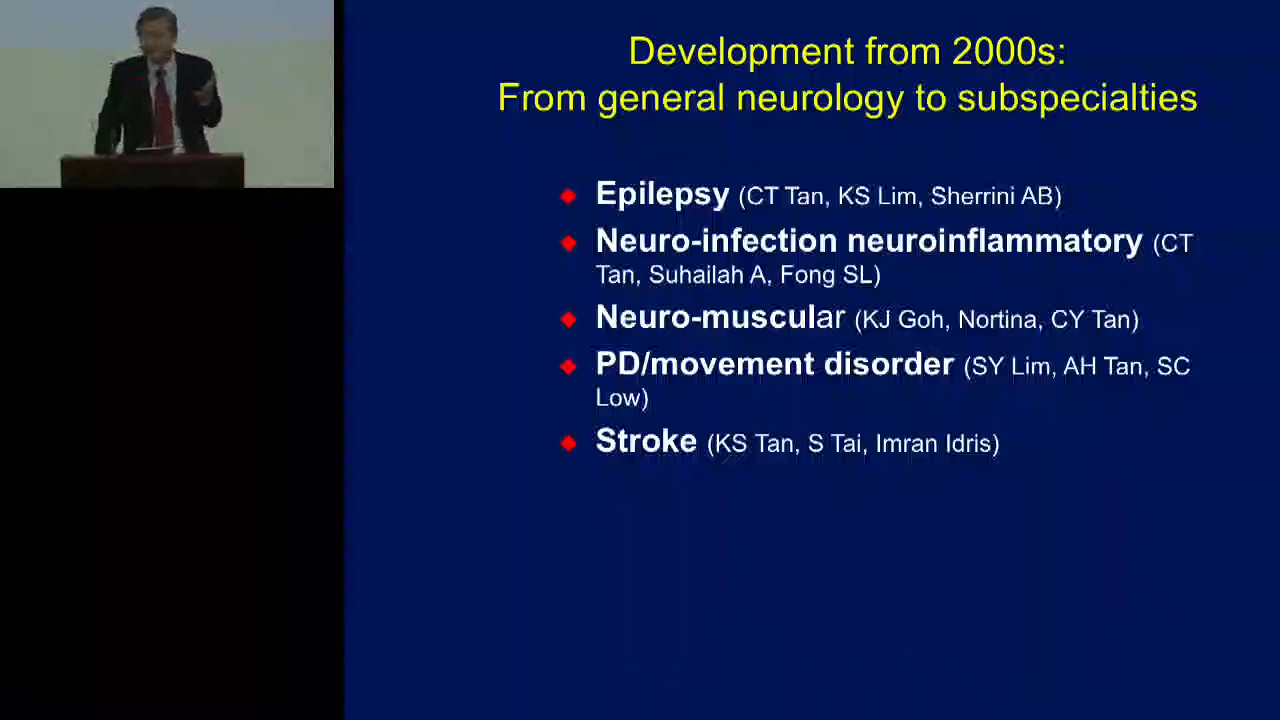 Development from 2000s:
From general neurology to subspecialties
Epilepsy (CT Tan, KS Lim, Sherrini AB)
Neuro-infection neuroinflammatory (CT
Tan, Suhailah A, Fong SL)
Neuro-muscular (KJ Goh, Nortina, CY Tan)
PD/movement disorder (SY Lim, AH Tan, SC
Low)
Stroke (KS Tan, S Tai, Imran Idris)